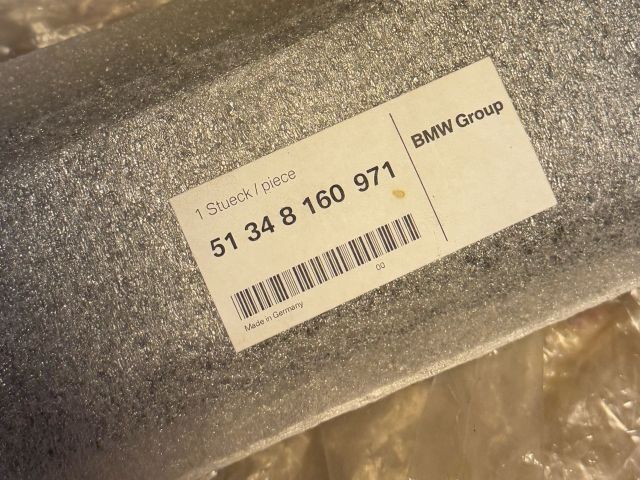 1 Stueck / piece
51 34 8 160 971
00
Made in Germany
BMW Group